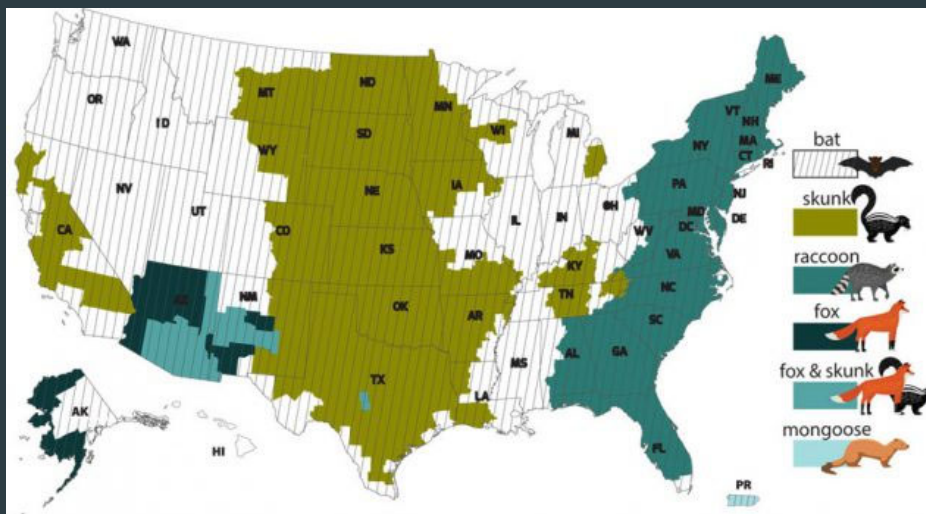 WA
MT
ND
MN
ME
OR
ID
VT
NH
SD
WI
MI
MA
NY
CT
RI
WY
bat
IA
PA
NJ
NE
skunk
NV
OH
MD
DE
UT
IL
IN
DC
CO
WV
CA
KS
MO
VA
KY
raccoon
NC
TN
AZ
NM
OK
AR
SC
fox
MS
AL
GA
TX
fox & skunk
LA
AK
HI
FL
mongoose
PR